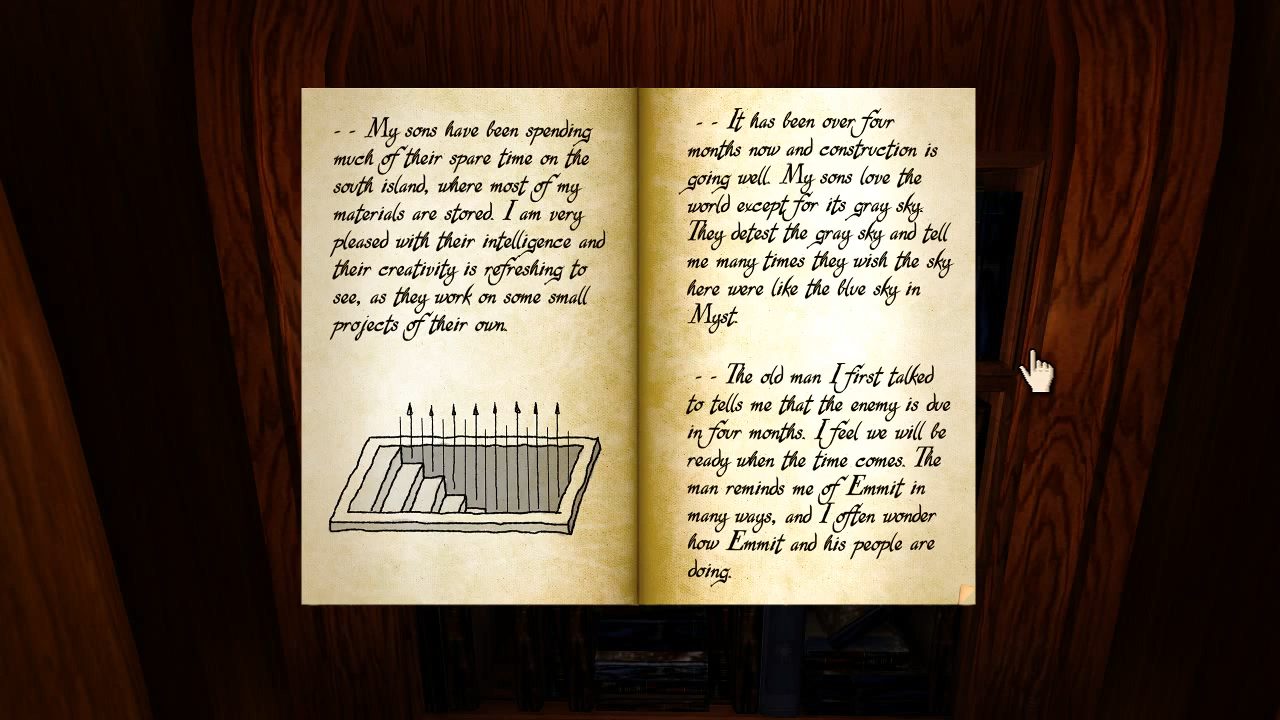 - - My sons have been spending
much of their spare time on the
south island, where most of my
materials are stored. I am very
pleased with their intelligence and
their creativity is refreshing to
see, as they work on some small
projects of their own.
- - It has been over four
months now and construction is
going well. My sons love the
world except for its gray sky.
They detest the gray sky and tell
me many times they wish the sky
here were like the blue sky in
Myst.
- - The old man I first talked
to tells me that the enemy is due
in four months. I feel we will be
ready when the time comes. The
man reminds me of Emmit in
many ways, and I often wonder
how Emmit and his people are
doing.